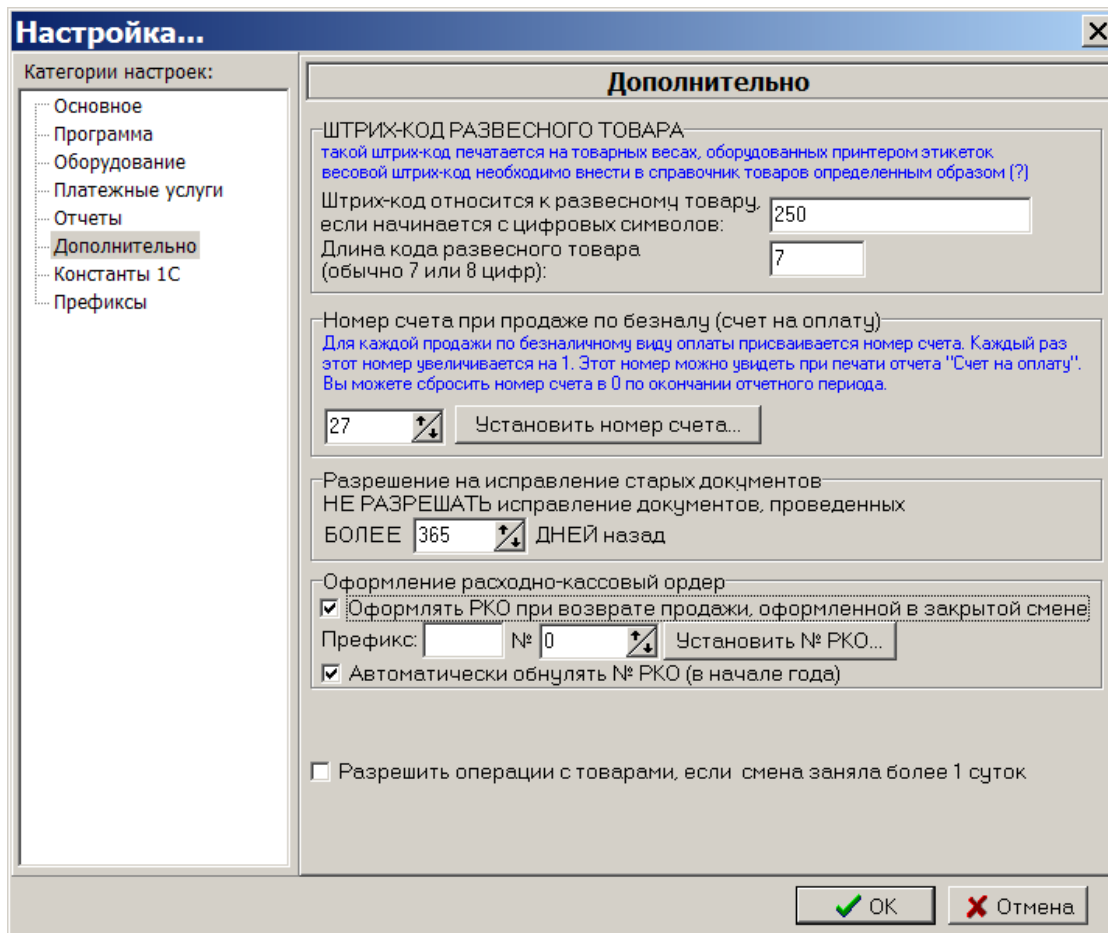 Настройка...
Категории настроек:
Основное
Программа
Оборудование
Платежные услуги
Отчеты
Дополнительно
Константы 1С
Префиксы
Дополнительно
ШТРИХ-КОД РАЗВЕСНОГО ТОВАРА
такой штрих-код печатается на товарных весах, оборудованных принтером этикеток
весовой штрих-код необходимо внести в справочник товаров определенным образом (?)
Штрих-код относится к развесному товару,
если начинается с цифровых символов:
250
Длина кода развесного товара
(обычно 7 или 8 цифр):
7
Номер счета при продаже по безналу (счет на оплату)
Для каждой продажи по безналичному виду оплаты присваивается номер счета. Каждый раз
этот номер увеличивается на 1. Этот номер можно увидеть при печати отчета "Счет на оплату".
Вы можете сбросить номер счета в 0 по окончании отчетного периода.
27 Установить номер счета...
Разрешение на исправление старых документов
НЕ РАЗРЕШАТЬ исправление документов, проведенных
БОЛЕЕ 365 ДНЕЙ назад
Оформление расходно-кассовый ордер
Оформлять РКО при возврате продажи, оформленной в закрытой смене
Префикс: № 0 Установить № РКО...
Автоматически обнулять № РКО (в начале года)
Разрешить операции с товарами, если смена заняла более 1 суток
OK Отмена